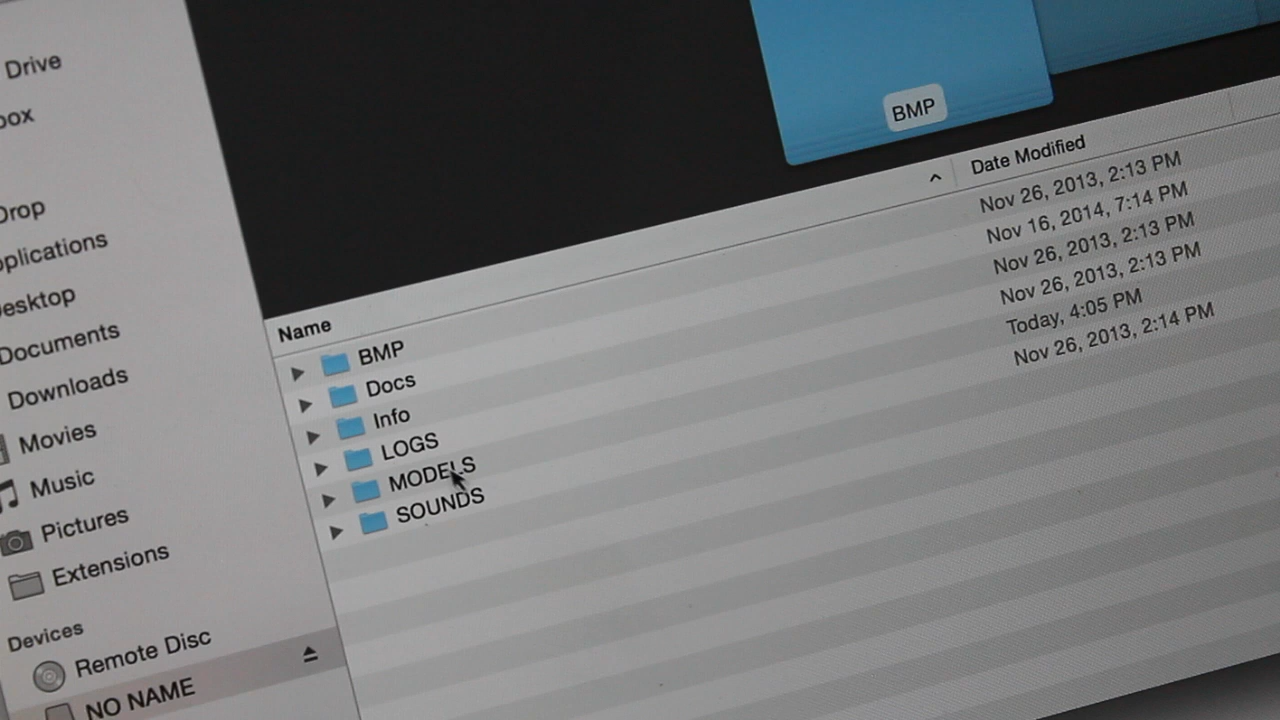 Drive
box
Drop
pplications
esktop
Documents
Downloads
Movies
Music
Pictures
Extensions
Devices
Remote Disc
NO NAME
BMP
Name
Date Modified
BMP Nov 26, 2013, 2:13 PM
Docs Nov 16, 2014, 7:14 PM
Info Nov 26, 2013, 2:13 PM
LOGS Nov 26, 2013, 2:13 PM
MODELS Today, 4:05 PM
SOUNDS Nov 26, 2013, 2:14 PM